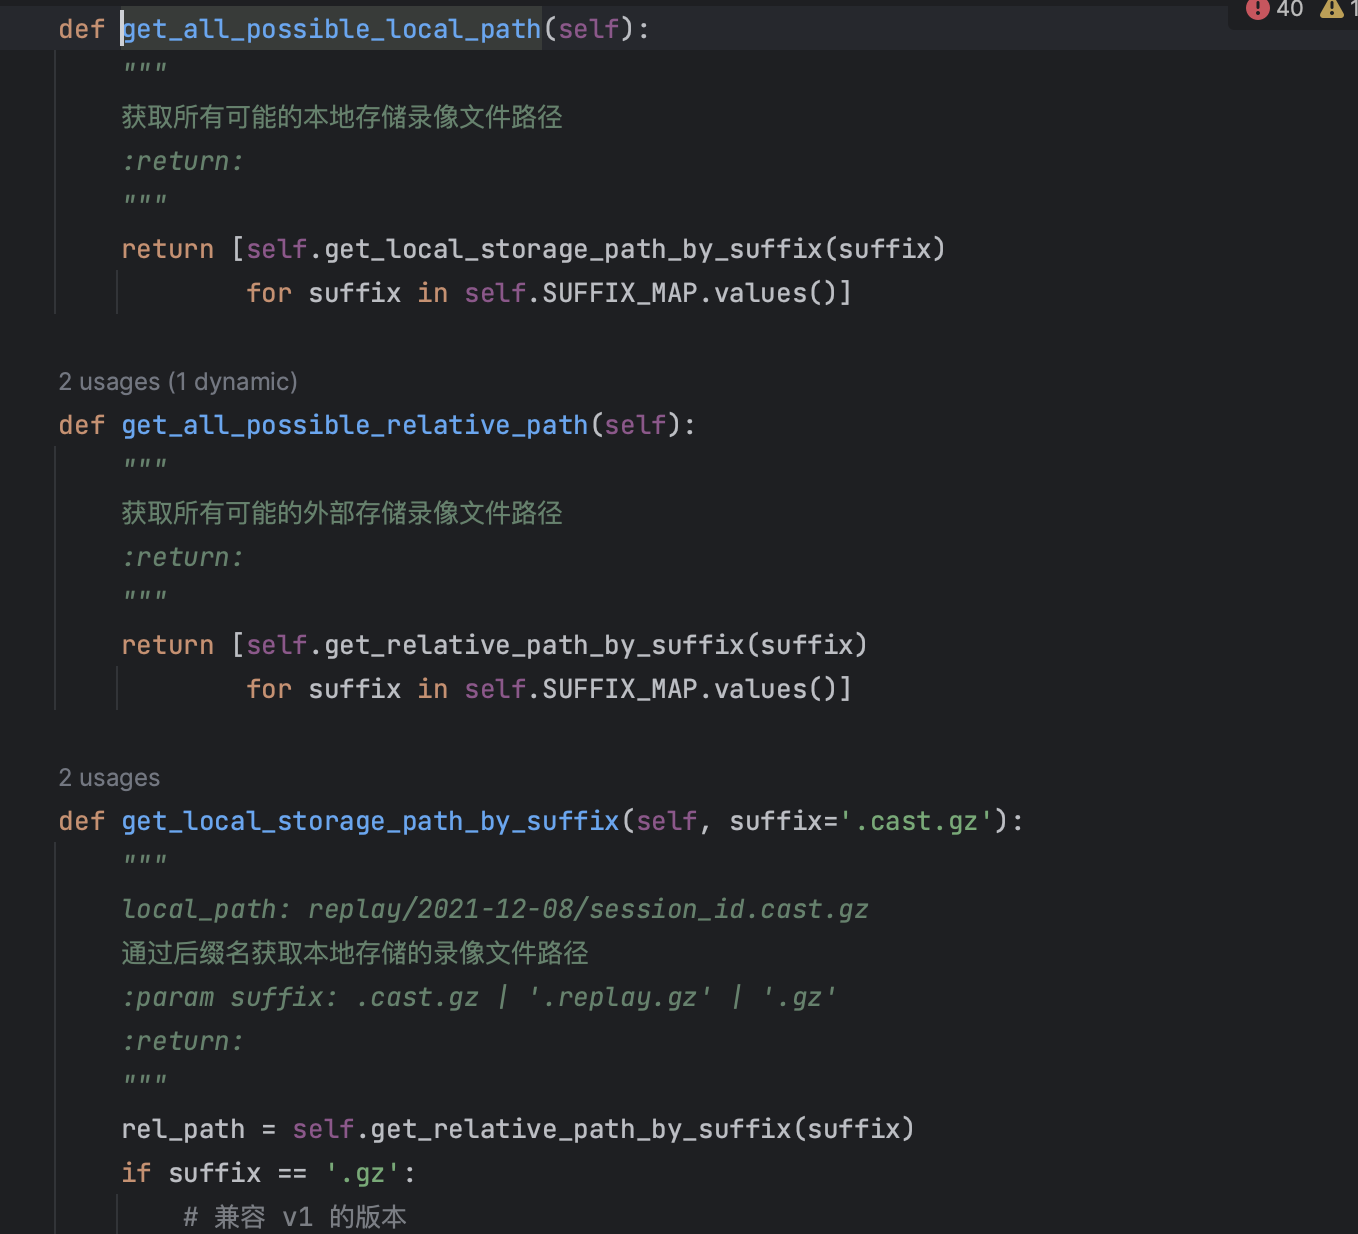 40 1
def get_all_possible_local_path(self):
"""
获取所有可能的本地存储录像文件路径
:return:
"""
return [self.get_local_storage_path_by_suffix(suffix)
for suffix in self.SUFFIX_MAP.values()]
2 usages (1 dynamic)
def get_all_possible_relative_path(self):
"""
获取所有可能的外部存储录像文件路径
:return:
"""
return [self.get_relative_path_by_suffix(suffix)
for suffix in self.SUFFIX_MAP.values()]
2 usages
def get_local_storage_path_by_suffix(self, suffix='.cast.gz'):
"""
local_path: replay/2021-12-08/session_id.cast.gz
通过后缀名获取本地存储的录像文件路径
:param suffix: .cast.gz | '.replay.gz' | '.gz'
:return:
"""
rel_path = self.get_relative_path_by_suffix(suffix)
if suffix == '.gz':
# 兼容 v1 的版本